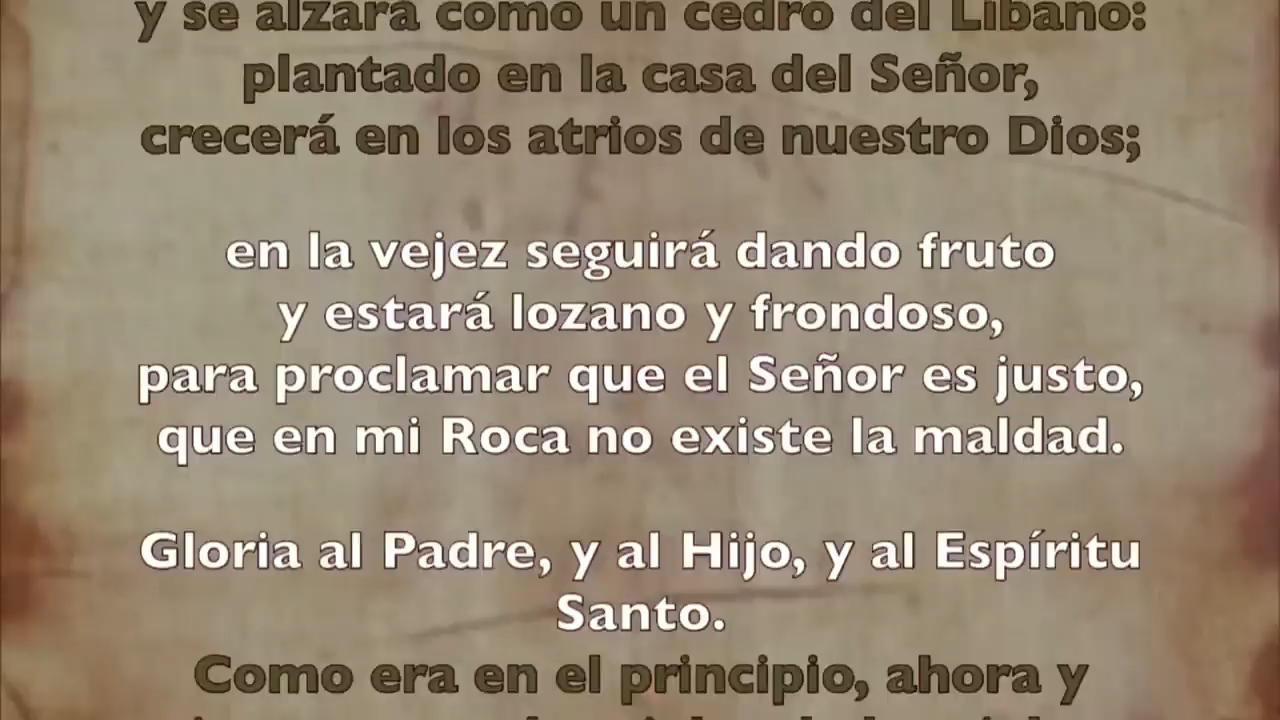 y se alzará como un cedro del Líbano:
plantado en la casa del Señor,
crecerá en los atrios de nuestro Dios;
en la vejez seguirá dando fruto
y estará lozano y frondoso,
para proclamar que el Señor es justo,
que en mi Roca no existe la maldad.
Gloria al Padre, y al Hijo, y al Espíritu
Santo.
Como era en el principio, ahora y